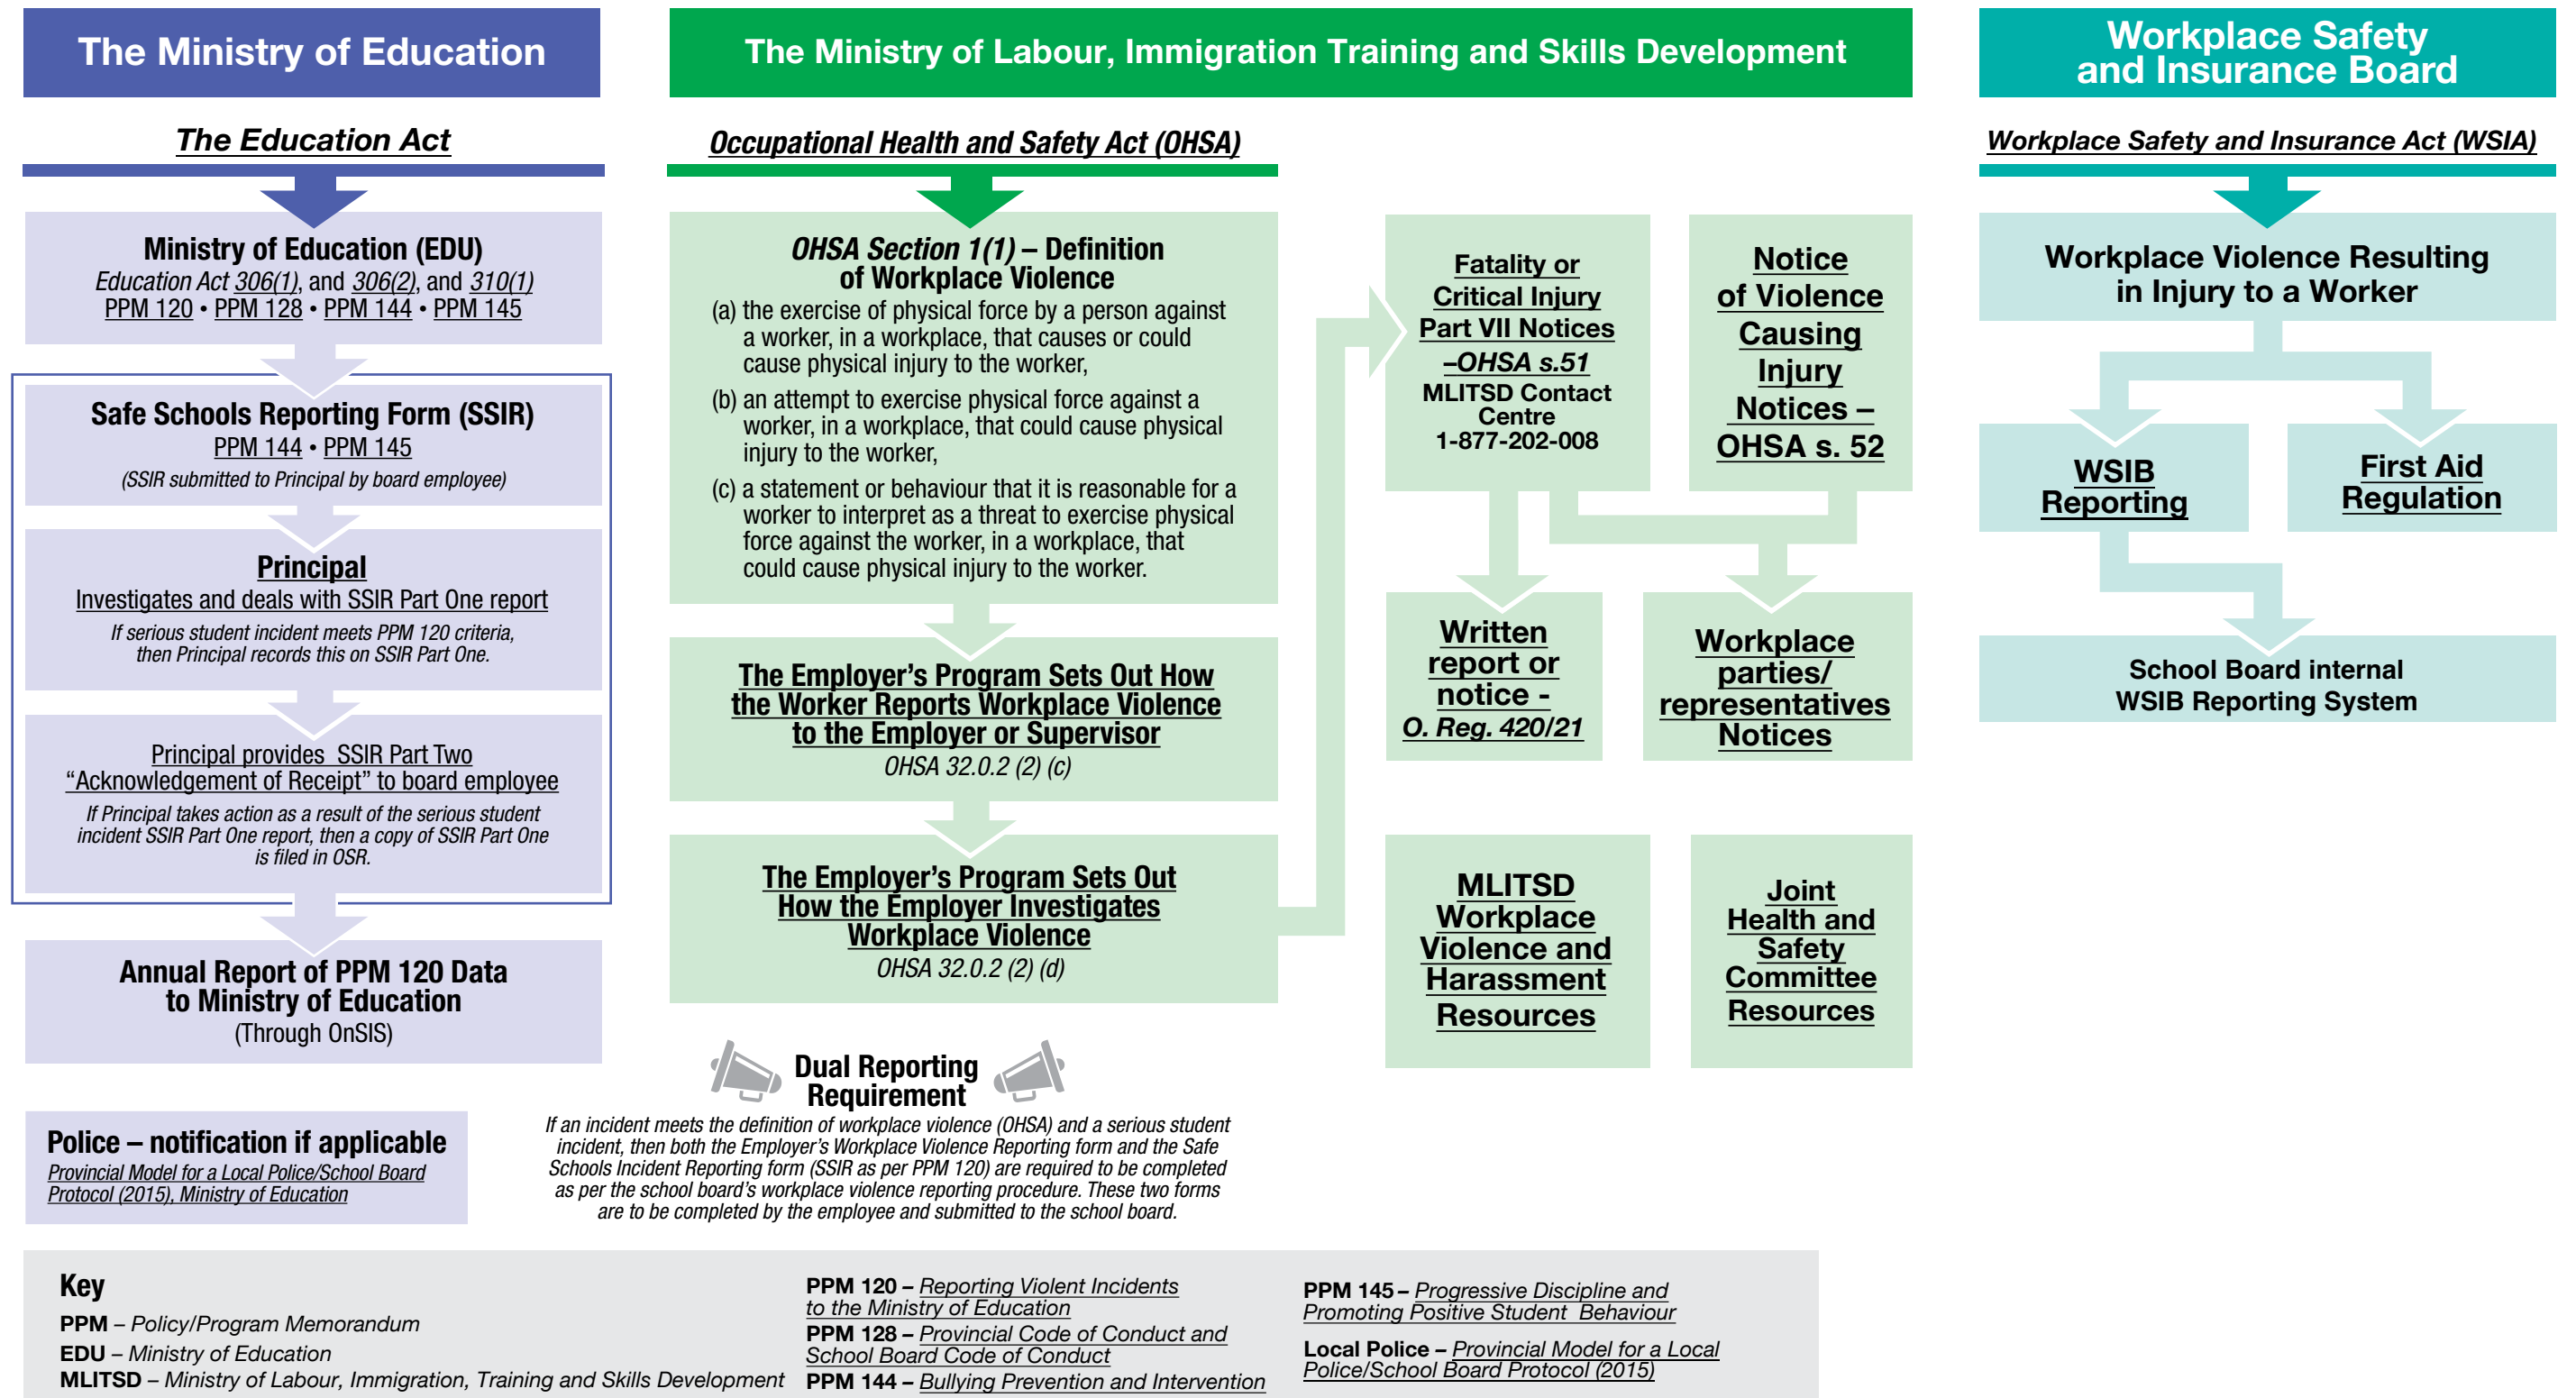 The Ministry of Education
The Education Act
Ministry of Education (EDU)
Education Act 306(1), and 306(2), and 310(1)
PPM 120 • PPM 128 • PPM 144 • PPM 145
Safe Schools Reporting Form (SSIR)
PPM 144 • PPM 145
(SSIR submitted to Principal by board employee)
Principal
Investigates and deals with SSIR Part One report
If serious student incident meets PPM 120 criteria,
then Principal records this on SSIR Part One.
Principal provides SSIR Part Two
“Acknowledgement of Receipt” to board employee
If Principal takes action as a result of the serious student
incident SSIR Part One report, then a copy of SSIR Part One
is filed in OSR.
Annual Report of PPM 120 Data
to Ministry of Education
(Through OnSIS)
Police – notification if applicable
Provincial Model for a Local Police/School Board
Protocol (2015), Ministry of Education
The Ministry of Labour, Immigration Training and Skills Development
Occupational Health and Safety Act (OHSA)
OHSA Section 1(1) – Definition
of Workplace Violence
(a) the exercise of physical force by a person against
a worker, in a workplace, that causes or could
cause physical injury to the worker,
(b) an attempt to exercise physical force against a
worker, in a workplace, that could cause physical
injury to the worker,
(c) a statement or behaviour that it is reasonable for a
worker to interpret as a threat to exercise physical
force against the worker, in a workplace, that
could cause physical injury to the worker.
The Employer’s Program Sets Out How
the Worker Reports Workplace Violence
to the Employer or Supervisor
OHSA 32.0.2 (2) (c)
The Employer’s Program Sets Out
How the Employer Investigates
Workplace Violence
OHSA 32.0.2 (2) (d)
Dual Reporting
Requirement
If an incident meets the definition of workplace violence (OHSA) and a serious student
incident, then both the Employer’s Workplace Violence Reporting form and the Safe
Schools Incident Reporting form (SSIR as per PPM 120) are required to be completed
as per the school board’s workplace violence reporting procedure. These two forms
are to be completed by the employee and submitted to the school board.
Fatality or
Critical Injury
Part VII Notices
–OHSA s.51
MLITSD Contact
Centre
1-877-202-008
Notice
of Violence
Causing
Injury
Notices –
OHSA s. 52
Written
report or
notice -
O. Reg. 420/21
Workplace
parties/
representatives
Notices
MLITSD
Workplace
Violence and
Harassment
Resources
Joint
Health and
Safety
Committee
Resources
Workplace Safety
and Insurance Board
Workplace Safety and Insurance Act (WSIA)
Workplace Violence Resulting
in Injury to a Worker
WSIB
Reporting
First Aid
Regulation
School Board internal
WSIB Reporting System
Key
PPM – Policy/Program Memorandum
EDU – Ministry of Education
MLITSD – Ministry of Labour, Immigration, Training and Skills Development
PPM 120 – Reporting Violent Incidents
to the Ministry of Education
PPM 128 – Provincial Code of Conduct and
School Board Code of Conduct
PPM 144 – Bullying Prevention and Intervention
PPM 145 – Progressive Discipline and
Promoting Positive Student Behaviour
Local Police – Provincial Model for a Local
Police/School Board Protocol (2015)